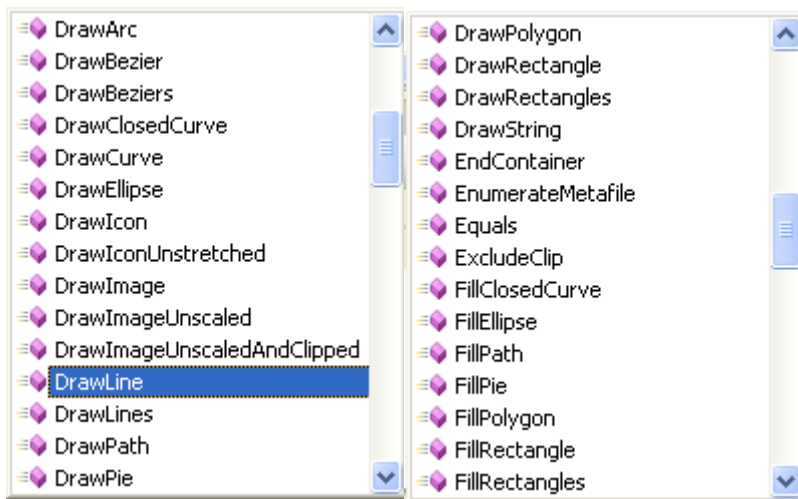 DrawArc
DrawBezier
DrawBeziers
DrawClosedCurve
DrawCurve
DrawEllipse
DrawIcon
DrawIconUnstretched
DrawImage
DrawImageUnscaled
DrawImageUnscaledAndClipped
DrawLine
DrawLines
DrawPath
DrawPie
DrawPolygon
DrawRectangle
DrawRectangles
DrawString
EndContainer
EnumerateMetafile
Equals
ExcludeClip
FillClosedCurve
FillEllipse
FillPath
FillPie
FillPolygon
FillRectangle
FillRectangles